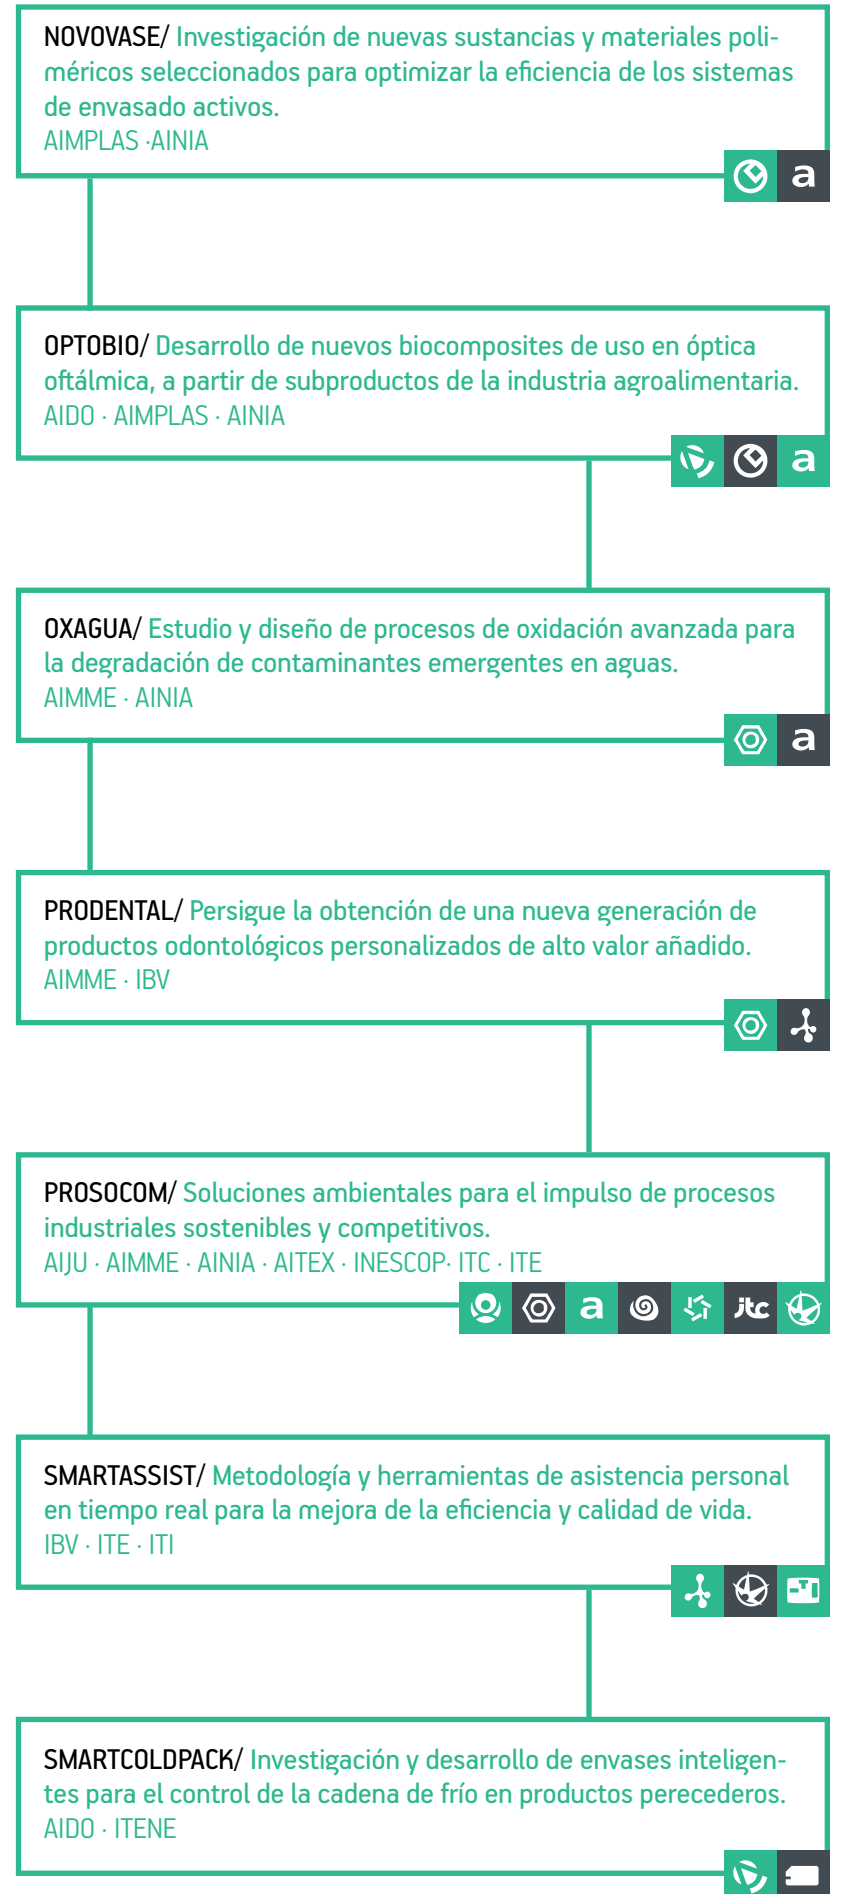 NOVOVASE/ Investigación de nuevas sustancias y materiales poli-
méricos seleccionados para optimizar la eficiencia de los sistemas
de envasado activos.
AIMPLAS ·AINIA
a
OPTOBIO/ Desarrollo de nuevos biocomposites de uso en óptica
oftálmica, a partir de subproductos de la industria agroalimentaria.
AIDO · AIMPLAS · AINIA
a
OXAGUA/ Estudio y diseño de procesos de oxidación avanzada para
la degradación de contaminantes emergentes en aguas.
AIMME · AINIA
a
PRODENTAL/ Persigue la obtención de una nueva generación de
productos odontológicos personalizados de alto valor añadido.
AIMME · IBV
PROSOCOM/ Soluciones ambientales para el impulso de procesos
industriales sostenibles y competitivos.
AIJU · AIMME · AINIA · AITEX · INESCOP· ITC · ITE
a itc
SMARTASSIST/ Metodología y herramientas de asistencia personal
en tiempo real para la mejora de la eficiencia y calidad de vida.
IBV · ITE · ITI
SMARTCOLDPACK/ Investigación y desarrollo de envases inteligen-
tes para el control de la cadena de frío en productos perecederos.
AIDO · ITENE